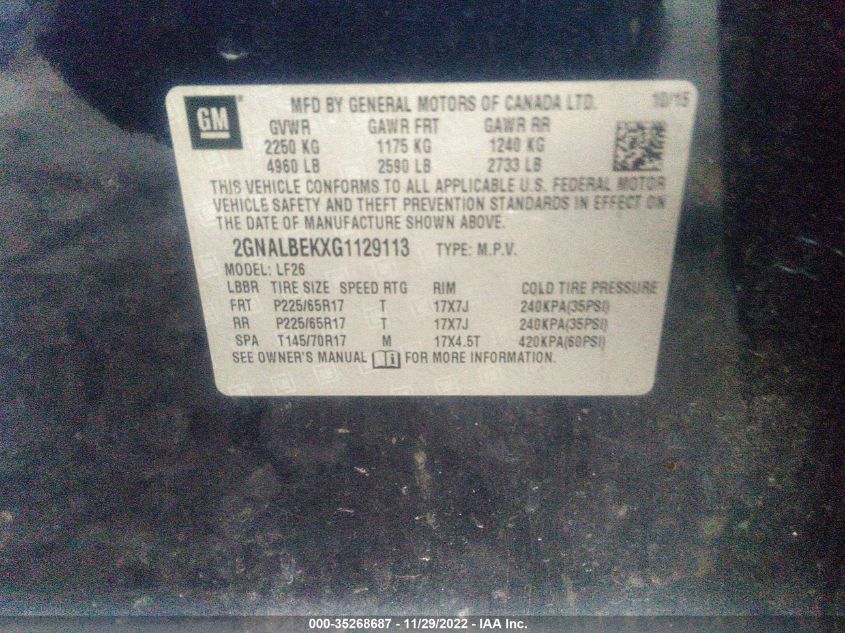 GM MFD BY GENERAL MOTORS OF CANADA LTD. 10/15
GVWR GAWR FRT GAWR RR
2250 KG 1175 KG 1240 KG
4960 LB 2590 LB 2733 LB
THIS VEHICLE CONFORMS TO ALL APPLICABLE U.S. FEDERAL MOTOR
VEHICLE SAFETY AND THEFT PREVENTION STANDARDS IN EFFECT ON
THE DATE OF MANUFACTURE SHOWN ABOVE.
2GNALBEKXG1129113 TYPE: M.P.V.
MODEL: LF26
LBBR TIRE SIZE SPEED RTG RIM COLD TIRE PRESSURE
FRT P225/65R17 T 17X7J 240KPA(35PSI)
RR P225/65R17 T 17X7J 240KPA(35PSI)
SPA T145/70R17 M 17X4.5T 420KPA(60PSI)
SEE OWNER'S MANUAL i FOR MORE INFORMATION.
000-35268687 - 11/29/2022 - IAA Inc.